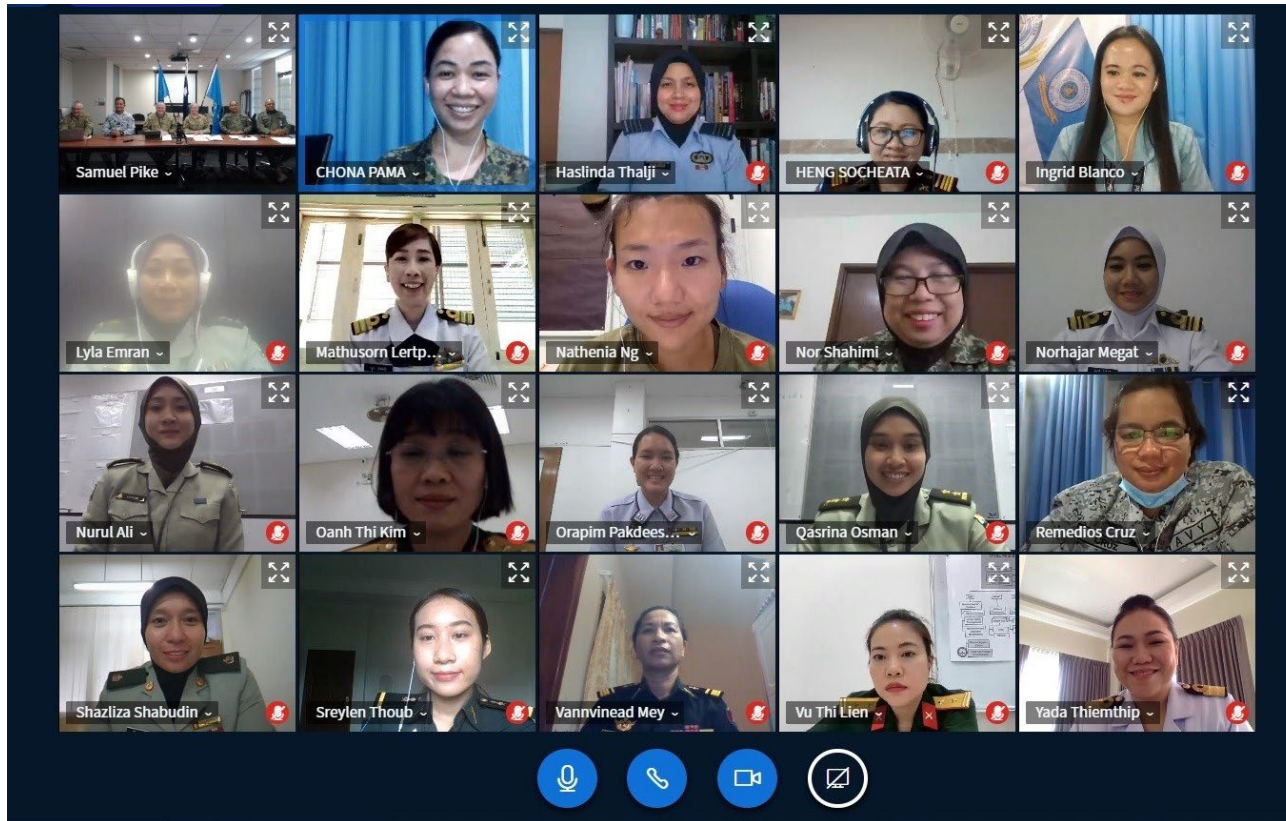 Samuel Pike
CHONA PAMA
Haslinda Thalji
HENG SOCHEATA
Ingrid Blanco
Lyla Emran
Mathusorn Lertp...
Nathenia Ng
Nor Shahimi
Norhajar Megat
Nurul Ali
Oanh Thi Kim
Orapim Pakdees...
Qasrina Osman
Remedios Cruz
CRUZ
NAVY
Shazliza Shabudin
Sreylen Thoub
Vannvinead Mey
Vu Thi Lien
Yada Thiemthip